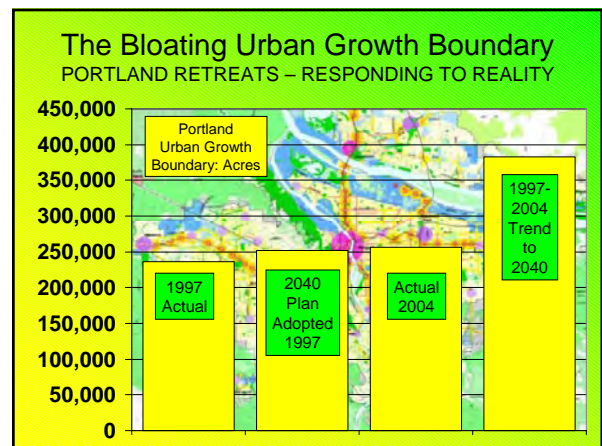 The Bloating Urban Growth Boundary
PORTLAND RETREATS – RESPONDING TO REALITY
450,000
400,000
350,000
300,000
250,000
200,000
150,000
100,000
50,000
0
Portland
Urban Growth
Boundary: Acres
1997
Actual
2040
Plan
Adopted
1997
Actual
2004
1997-
2004
Trend
to
2040